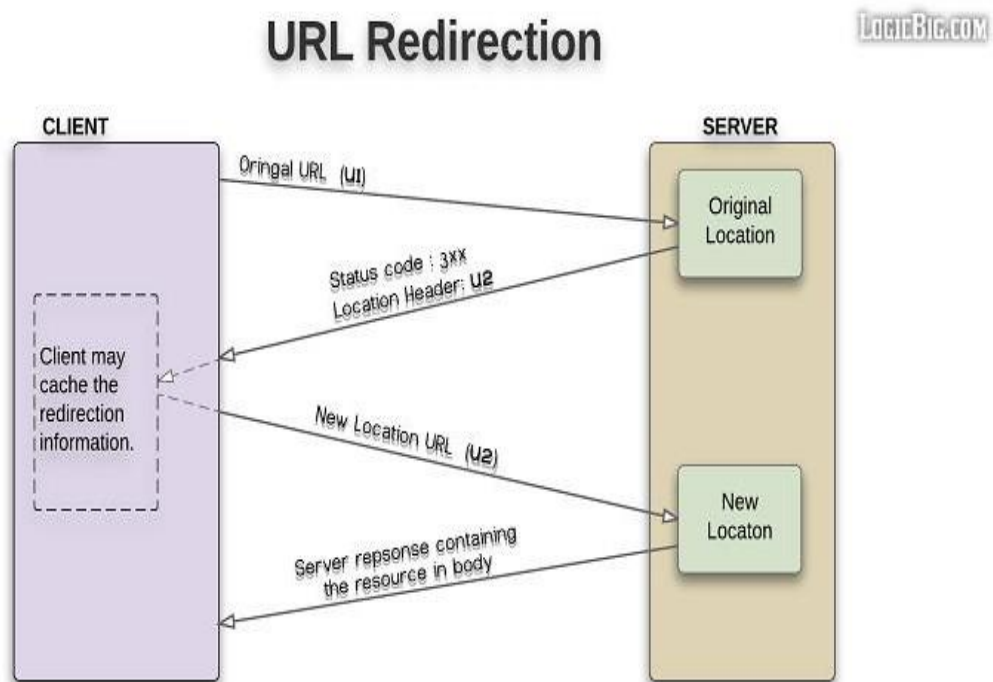 URL Redirection
LOGICBIG.COM
CLIENT
SERVER
Oringal URL (U1)
Original
Location
Status code : 3xx
Location Header: U2
Client may
cache the
redirection
information.
New Location URL (U2)
New
Locaton
Server repsonse containing
the resource in body